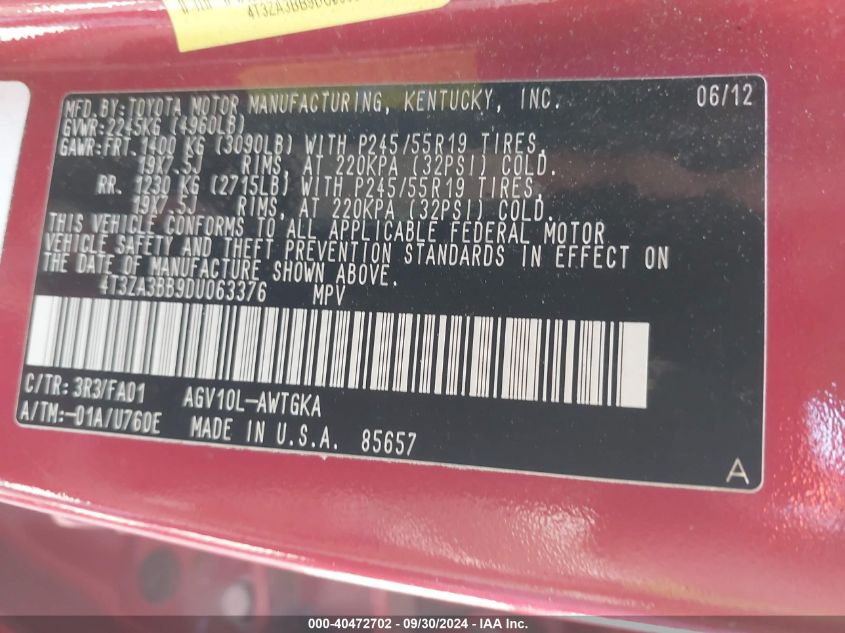 4T3ZA3BB9DU
MFD.BY:TOYOTA MOTOR MANUFACTURING, KENTUCKY, INC. 06/12
GVWR:2245KG (4960LB)
GAWR:FRT.1400 KG (3090LB) WITH P245/55R19 TIRES,
19X7.5J RIMS, AT 220KPA (32PSI) COLD.
RR. 1230 KG (2715LB) WITH P245/55R19 TIRES,
19X7.5J RIMS, AT 220KPA (32PSI) COLD.
THIS VEHICLE CONFORMS TO ALL APPLICABLE FEDERAL MOTOR
VEHICLE SAFETY AND THEFT PREVENTION STANDARDS IN EFFECT ON
THE DATE OF MANUFACTURE SHOWN ABOVE.
4T3ZA3BB9DU063376 MPV
C/TR: 3R3/FA01 AGV10L-AWTGKA
A/TM:-01A/U760E MADE IN U.S.A. 85657
A
000-40472702 - 09/30/2024 - IAA Inc.